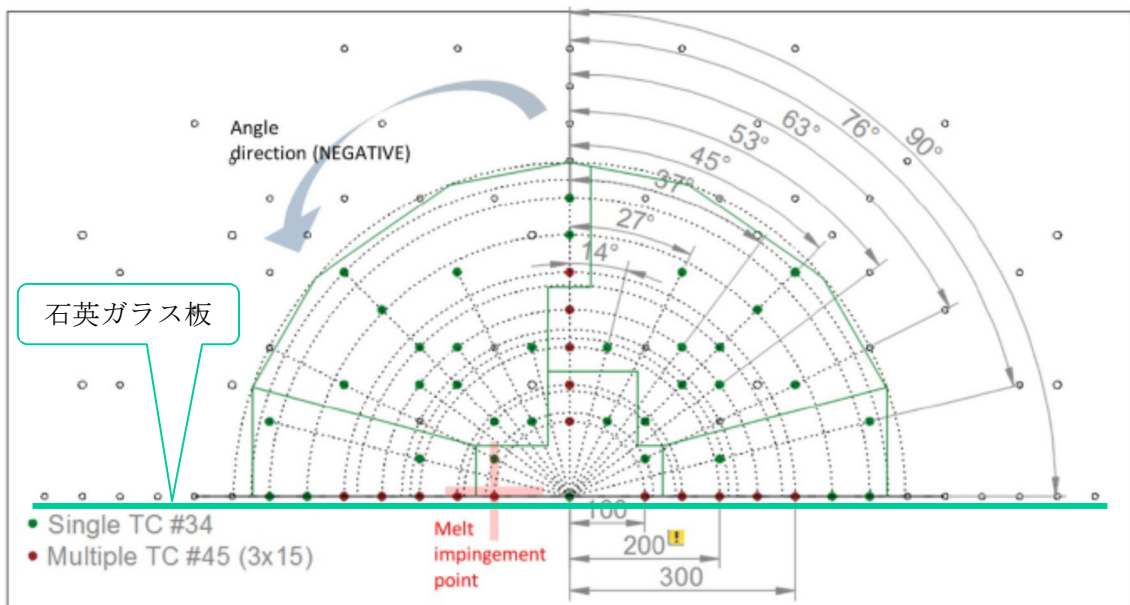 Angle
direction (NEGATIVE)
90°
76°
63°
53°
45°
37°
27°
14°
石英ガラス板
Single TC #34
Multiple TC #45 (3x15)
Melt
impingement
point
100
200
!
300